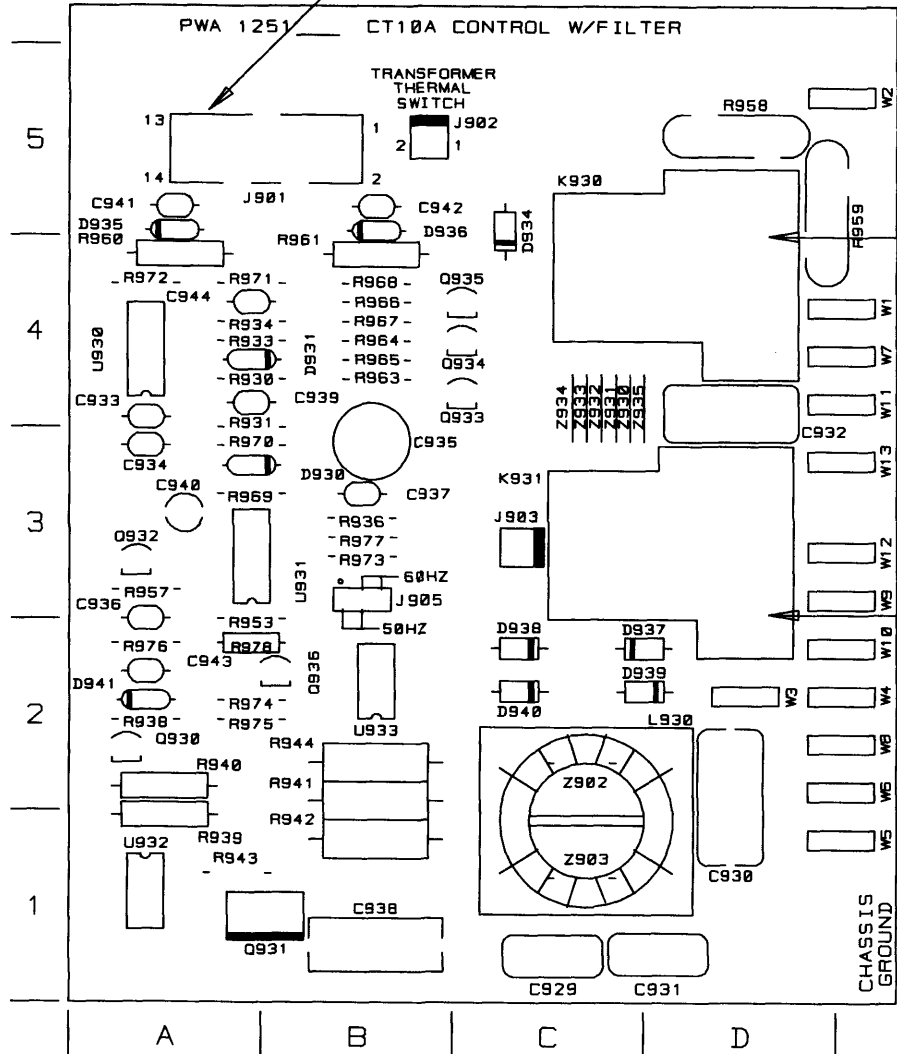 PWA 1251__ CT10A CONTROL W/FILTER
TRANSFORMER
THERMAL
SWITCH
W2
R958
5
13
1
J902
2
1
14
2
J901
K930
C941
C942
D935
D936
D934
R960
R961
R959
R972
R971
R968
Q935
C944
R966
W1
R934
R967
4
U930
R933
D931
R964
R965
Q934
W7
R930
R963
C933
C939
Q933
Z934
Z933
Z932
Z931
Z930
Z935
W11
R931
C935
C932
R970
C934
D930
K931
W13
C940
R969
C937
J903
3
R936
Q932
R977
R973
W12
U931
60HZ
R957
J905
W9
C936
R953
50HZ
D938
D937
R976
R978
W10
C943
Q936
D941
D939
R974
W3
W4
2
R938
R975
D940
U933
L930
Q930
R944
W8
R940
Z902
R941
W6
R942
U932
R939
W5
R943
Z903
C930
1
C938
CHASSIS
GROUND
Q931
C929
C931
A
B
C
D